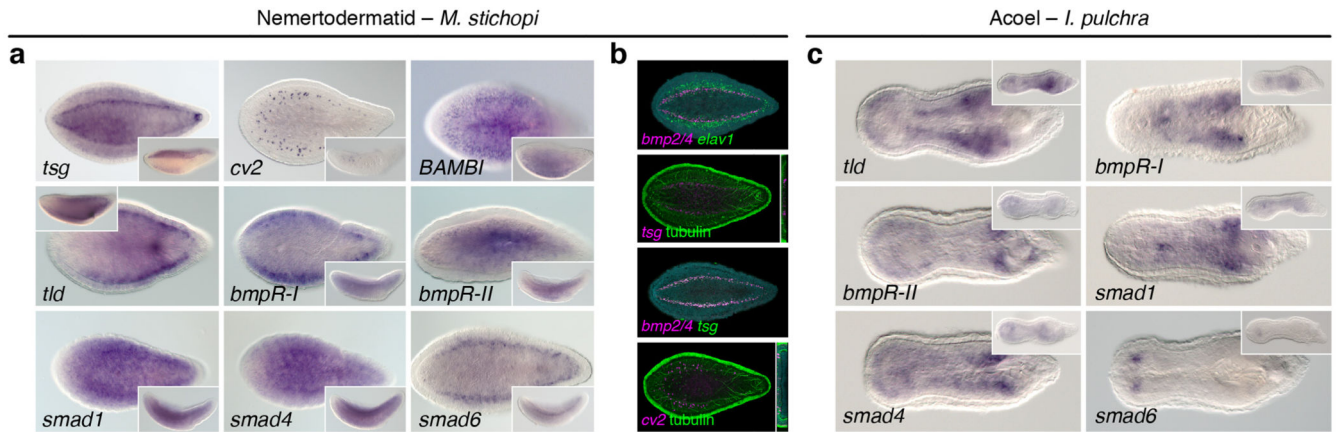 Nemertodermatid – M. stichopi
Acoel – I. pulchra
a
tsg
cv2
BAMBI
tld
bmpR-I
bmpR-II
smad1
smad4
smad6
b
bmp2/4 elav1
tsg tubulin
bmp2/4 tsg
cv2 tubulin
c
tld
bmpR-I
bmpR-II
smad1
smad4
smad6